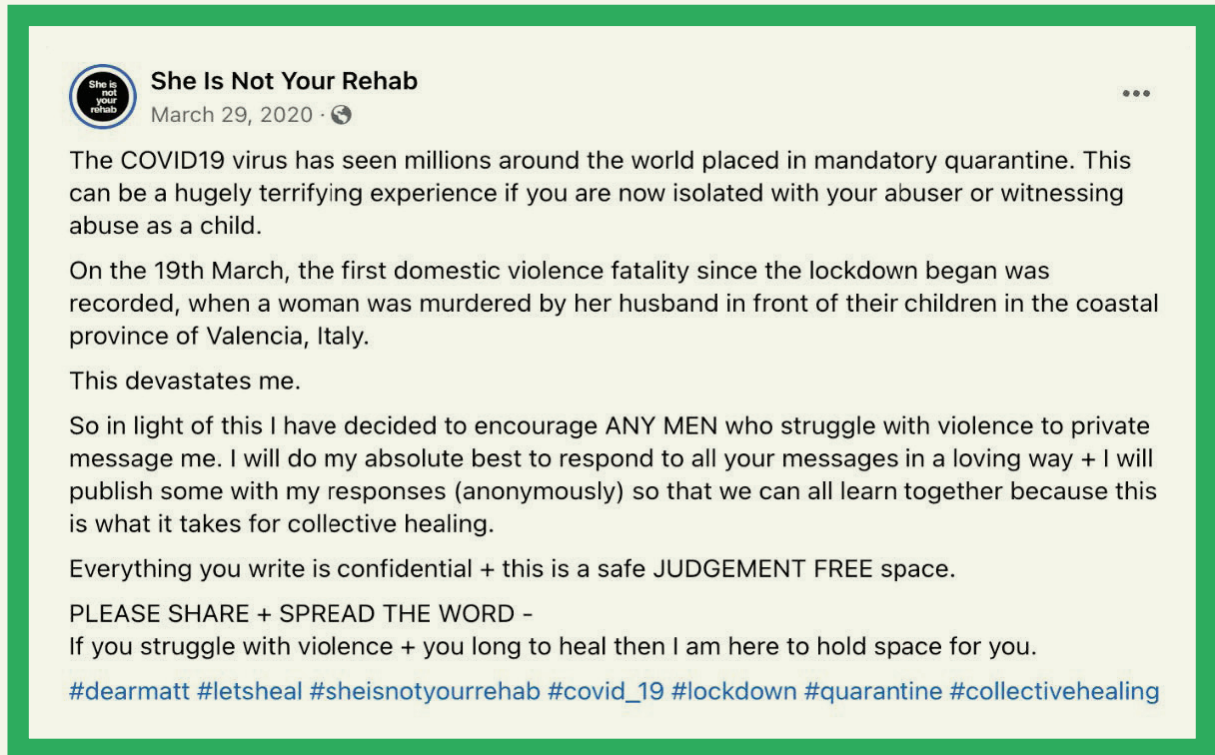 She is
not
your
rehab
She Is Not Your Rehab
March 29, 2020 ·
The COVID19 virus has seen millions around the world placed in mandatory quarantine. This
can be a hugely terrifying experience if you are now isolated with your abuser or witnessing
abuse as a child.
On the 19th March, the first domestic violence fatality since the lockdown began was
recorded, when a woman was murdered by her husband in front of their children in the coastal
province of Valencia, Italy.
This devastates me.
So in light of this I have decided to encourage ANY MEN who struggle with violence to private
message me. I will do my absolute best to respond to all your messages in a loving way + I will
publish some with my responses (anonymously) so that we can all learn together because this
is what it takes for collective healing.
Everything you write is confidential + this is a safe JUDGEMENT FREE space.
PLEASE SHARE + SPREAD THE WORD -
If you struggle with violence + you long to heal then I am here to hold space for you.
#dearmatt #letsheal #sheisnotyourrehab #covid_19 #lockdown #quarantine #collectivehealing